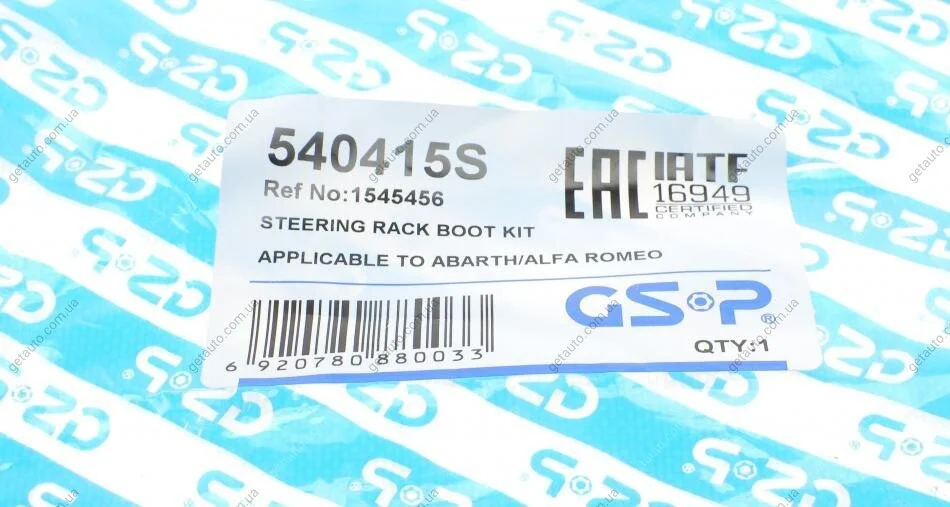 540415S
Ref No:1545456
STEERING RACK BOOT KIT
APPLICABLE TO ABARTH/ALFA ROMEO
EAC
IATF
16949
CERTIFIED
COMPANY
GSP®
QTY:1
6 920780 880033
getauto.com.ua